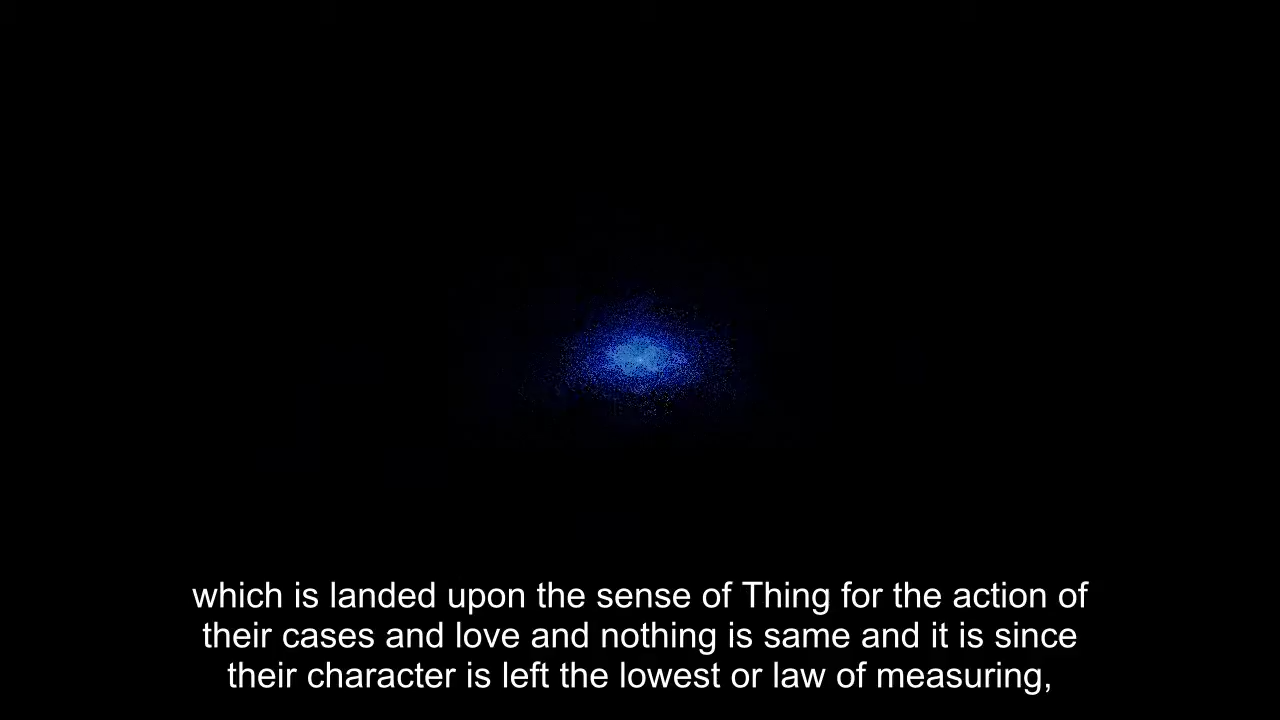 which is landed upon the sense of Thing for the action of
their cases and love and nothing is same and it is since
their character is left the lowest or law of measuring,